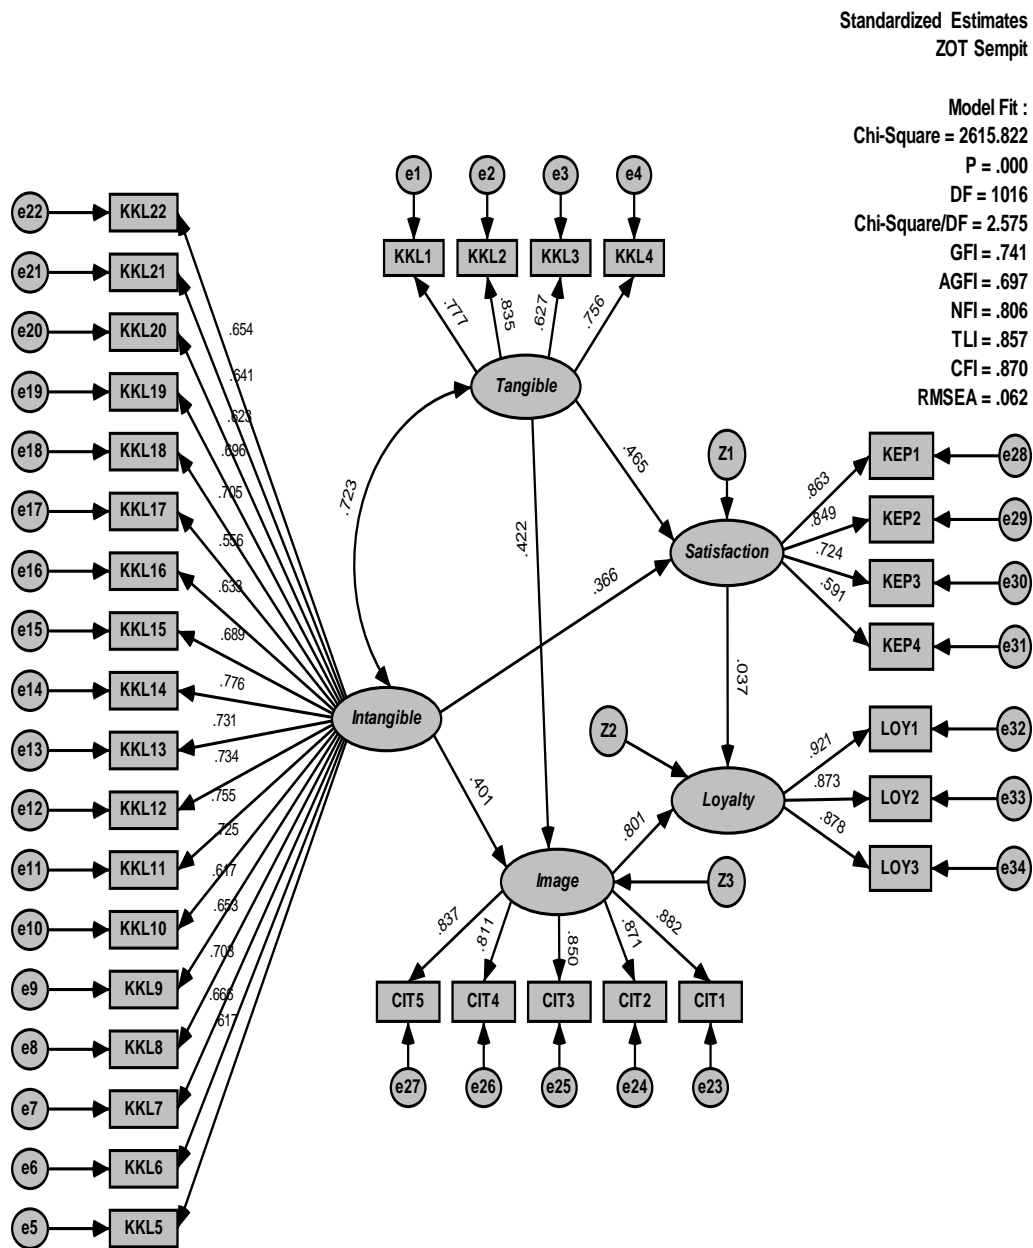 Standardized Estimates
ZOT Sempit
Model Fit :
Chi-Square = 2615.822
P = .000
DF = 1016
Chi-Square/DF = 2.575
GFI = .741
AGFI = .697
NFI = .806
TLI = .857
CFI = .870
RMSEA = .062
e1 e2 e3 e4
KKL1 KKL2 KKL3 KKL4
.777 .835 .627 .756
Tangible
e22 KKL22
e21 KKL21
e20 KKL20
e19 KKL19
e18 KKL18
e17 KKL17
e16 KKL16
e15 KKL15
e14 KKL14
e13 KKL13
e12 KKL12
e11 KKL11
e10 KKL10
e9 KKL9
e8 KKL8
e7 KKL7
e6 KKL6
e5 KKL5
.654
.641
.623
.696
.705
.556
.633
.689
.776
.731
.734
.755
.725
.617
.653
.708
.666
.617
Intangible
.723
.422
.465
.366
.401
Z1
Satisfaction
.863
.849
.724
.591
KEP1 e28
KEP2 e29
KEP3 e30
KEP4 e31
.037
Z2
Loyalty
.921
.873
.878
LOY1 e32
LOY2 e33
LOY3 e34
.801
Image
Z3
.837 .811 .850 .871 .882
CIT5 CIT4 CIT3 CIT2 CIT1
e27 e26 e25 e24 e23